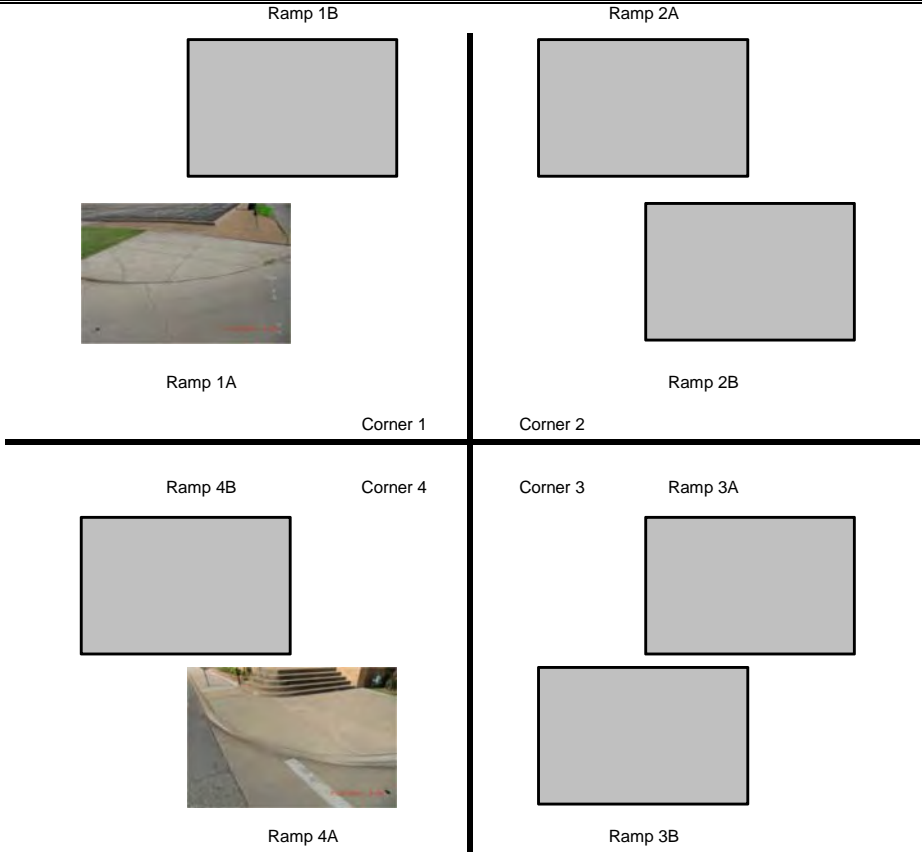 Ramp 1B
Ramp 2A
Ramp 1A
Ramp 2B
Corner 1
Corner 2
Ramp 4B
Corner 4
Corner 3
Ramp 3A
Ramp 4A
Ramp 3B